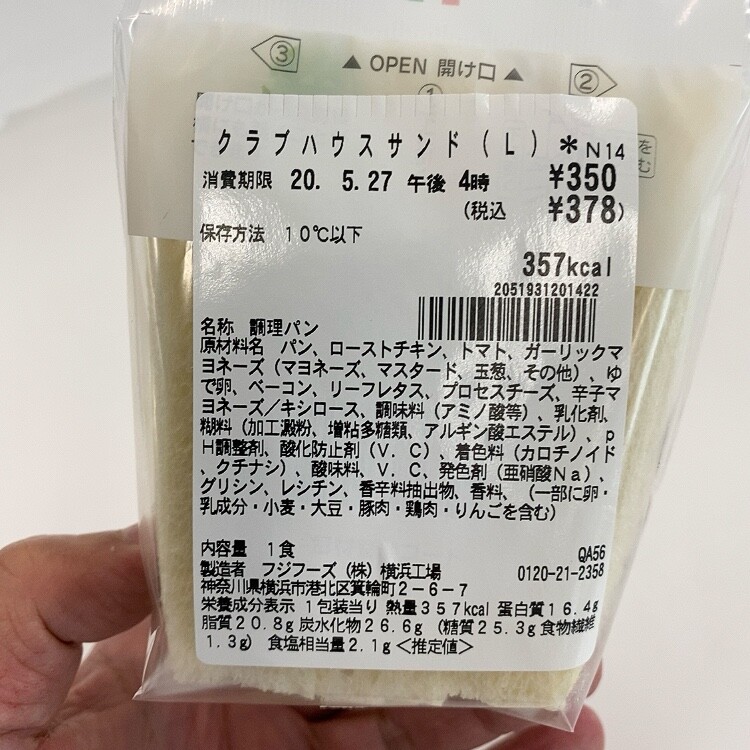 ③ ▲ OPEN 開け口 ▲ ②
①
クラブハウスサンド(L) * N14
消費期限 20. 5.27 午後 4時 ¥350
(税込 ¥378)
保存方法 10℃以下
357kcal
2051931201422
名称 調理パン
原材料名 パン、ローストチキン、トマト、ガーリックマ
ヨネーズ(マヨネーズ、マスタード、玉葱、その他)、ゆ
で卵、ベーコン、リーフレタス、プロセスチーズ、辛子マ
ヨネーズ/キシロース、調味料(アミノ酸等)、乳化剤、
糊料(加工澱粉、増粘多糖類、アルギン酸エステル)、p
H調整剤、酸化防止剤(V.C)、着色料(カロチノイド
、クチナシ)、酸味料、V.C、発色剤(亜硝酸Na)、
グリシン、レシチン、香辛料抽出物、香料、(一部に卵・
乳成分・小麦・大豆・豚肉・鶏肉・りんごを含む)
内容量 1食 QA56
製造者 フジフーズ(株)横浜工場 0120-21-2358
神奈川県横浜市港北区箕輪町2-6-7
栄養成分表示 1包装当り 熱量357kcal 蛋白質16.4g
脂質20.8g 炭水化物26.6g (糖質25.3g 食物繊維
1.3g) 食塩相当量2.1g<推定値>